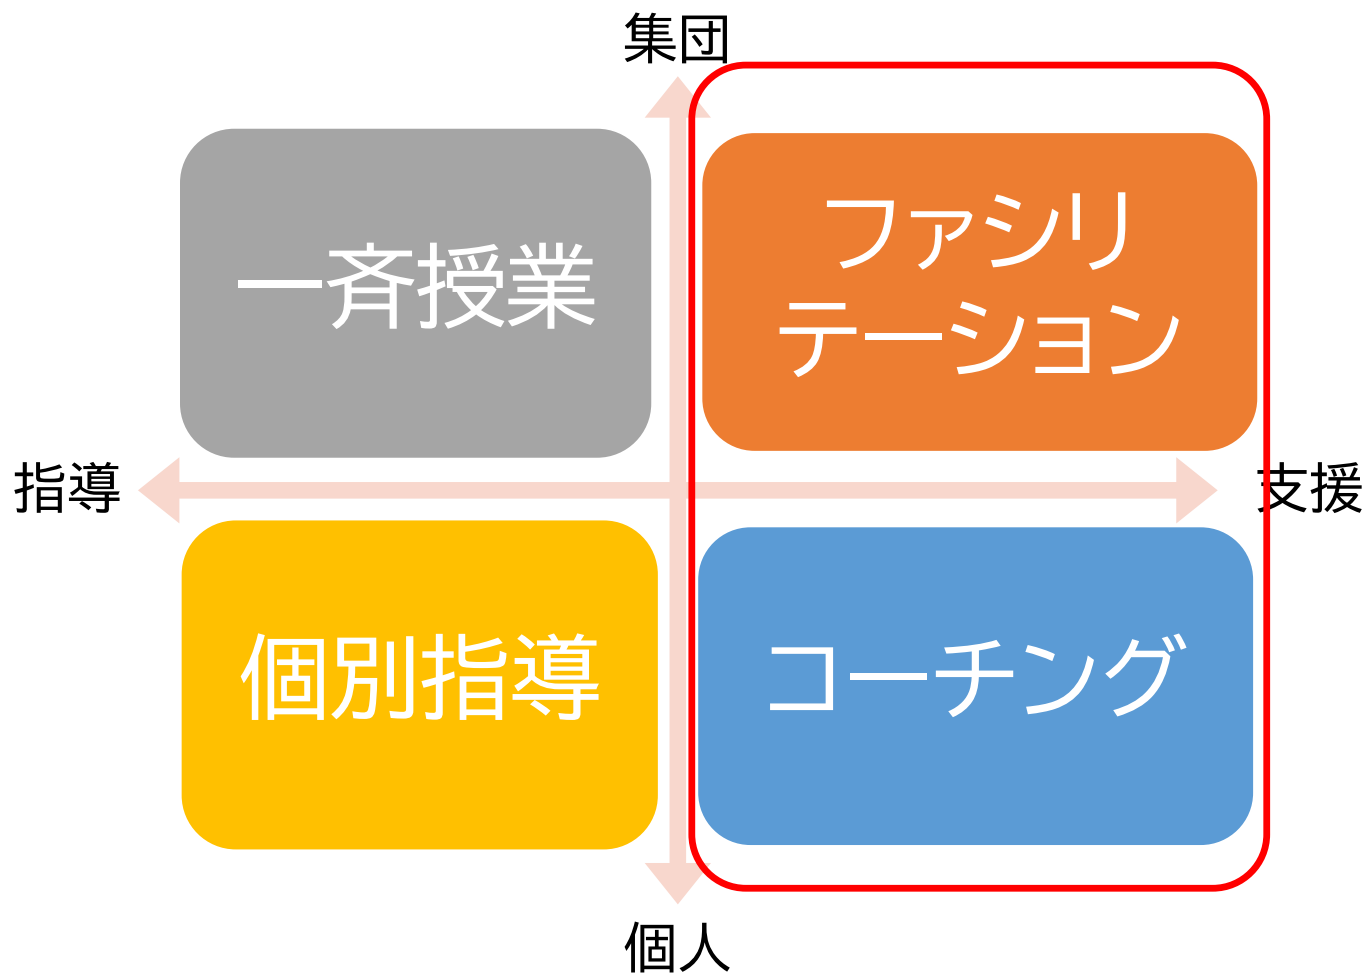 集団
一斉授業
ファシリ
テーション
指導
支援
個別指導
コーチング
個人